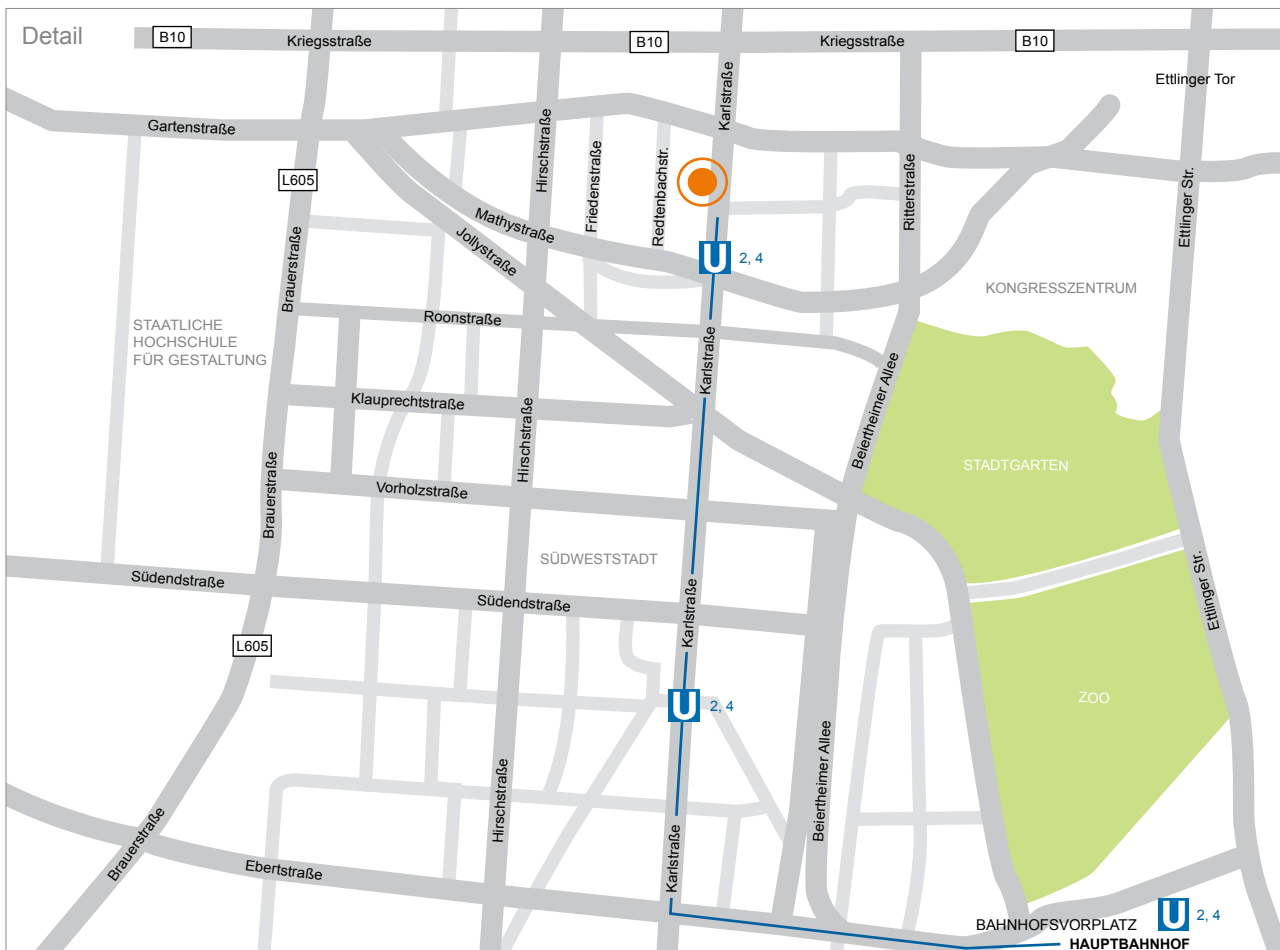 Detail
B10
Kriegsstraße
B10
Kriegsstraße
B10
Ettlinger Tor
Karlstraße
Gartenstraße
Hirschstraße
Friedenstraße
Redtenbachstr.
Ritterstraße
Ettlinger Str.
L605
Mathystraße
Jollystraße
Brauerstraße
U 2, 4
KONGRESSZENTRUM
STAATLICHE
HOCHSCHULE
FÜR GESTALTUNG
Roonstraße
Karlstraße
Beiertheimer Allee
Klauprechtstraße
Hirschstraße
STADTGARTEN
Vorholzstraße
Brauerstraße
SÜDWESTSTADT
Südendstraße
Südendstraße
Karlstraße
Ettlinger Str.
L605
U 2, 4
ZOO
Beiertheimer Allee
Hirschstraße
Brauerstraße
Ebertstraße
Karlstraße
BAHNHOFSVORPLATZ
U 2, 4
HAUPTBAHNHOF